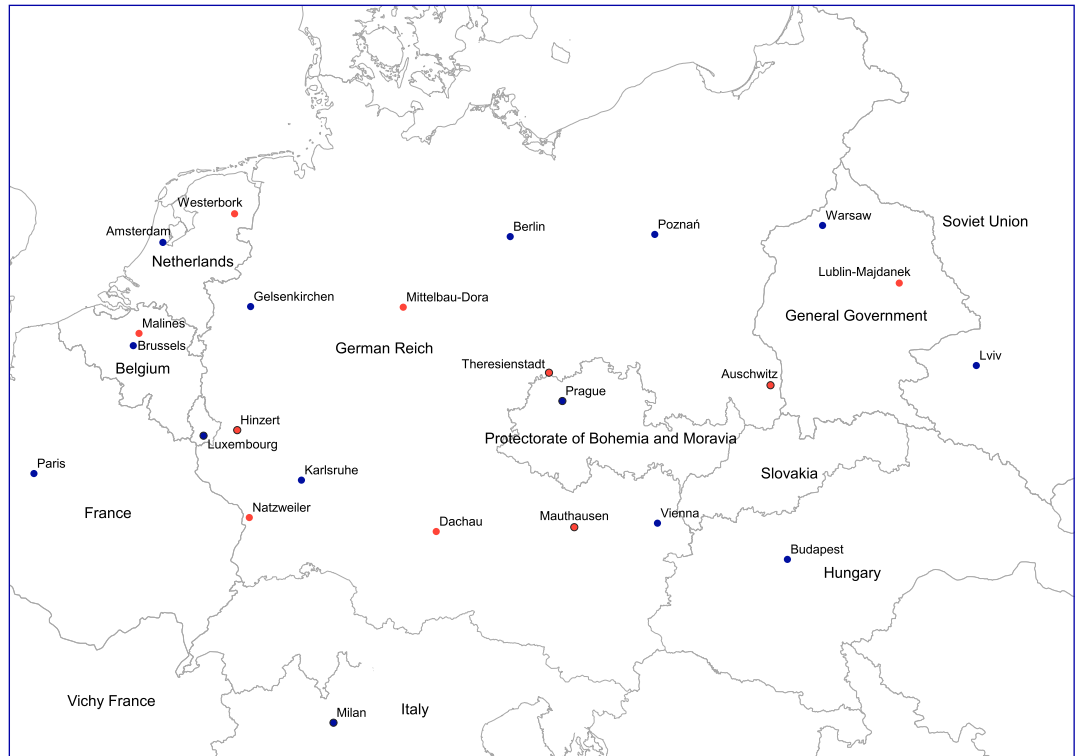 Westerbork
Amsterdam
Netherlands
Berlin
Poznań
Warsaw
Soviet Union
Lublin-Majdanek
General Government
Gelsenkirchen
Mittelbau-Dora
Malines
Brussels
Belgium
German Reich
Theresienstadt
Prague
Auschwitz
Lviv
Hinzert
Luxembourg
Protectorate of Bohemia and Moravia
Paris
Karlsruhe
Slovakia
France
Natzweiler
Dachau
Mauthausen
Vienna
Budapest
Hungary
Vichy France
Milan
Italy